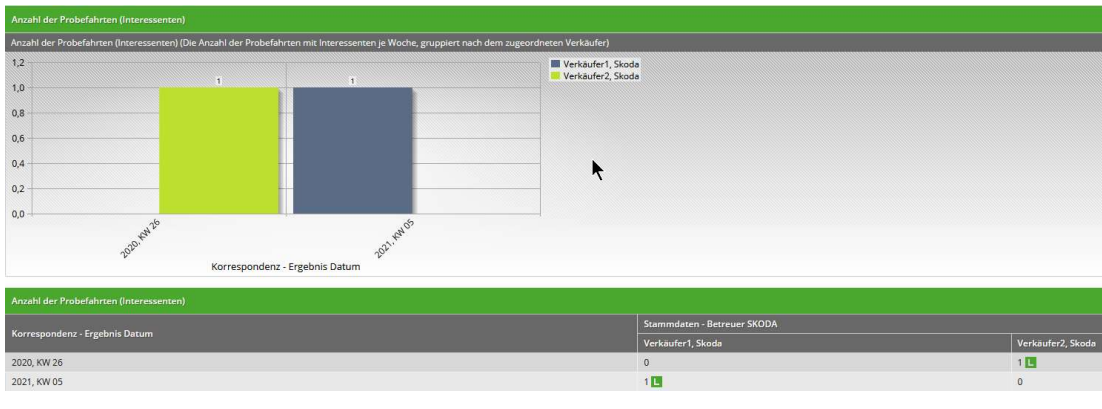 Anzahl der Probefahrten (Interessenten)
Anzahl der Probefahrten (Interessenten) (Die Anzahl der Probefahrten mit Interessenten je Woche, gruppiert nach dem zugeordneten Verkäufer)
1,2
1,0
0,8
0,6
0,4
0,2
0,0
1
1
2020, KW 26
2021, KW 05
Korrespondenz - Ergebnis Datum
Verkäufer1, Skoda
Verkäufer2, Skoda
Anzahl der Probefahrten (Interessenten)
Korrespondenz - Ergebnis Datum
Stammdaten - Betreuer SKODA
Verkäufer1, Skoda Verkäufer2, Skoda
2020, KW 26 0 1 L
2021, KW 05 1 L 0